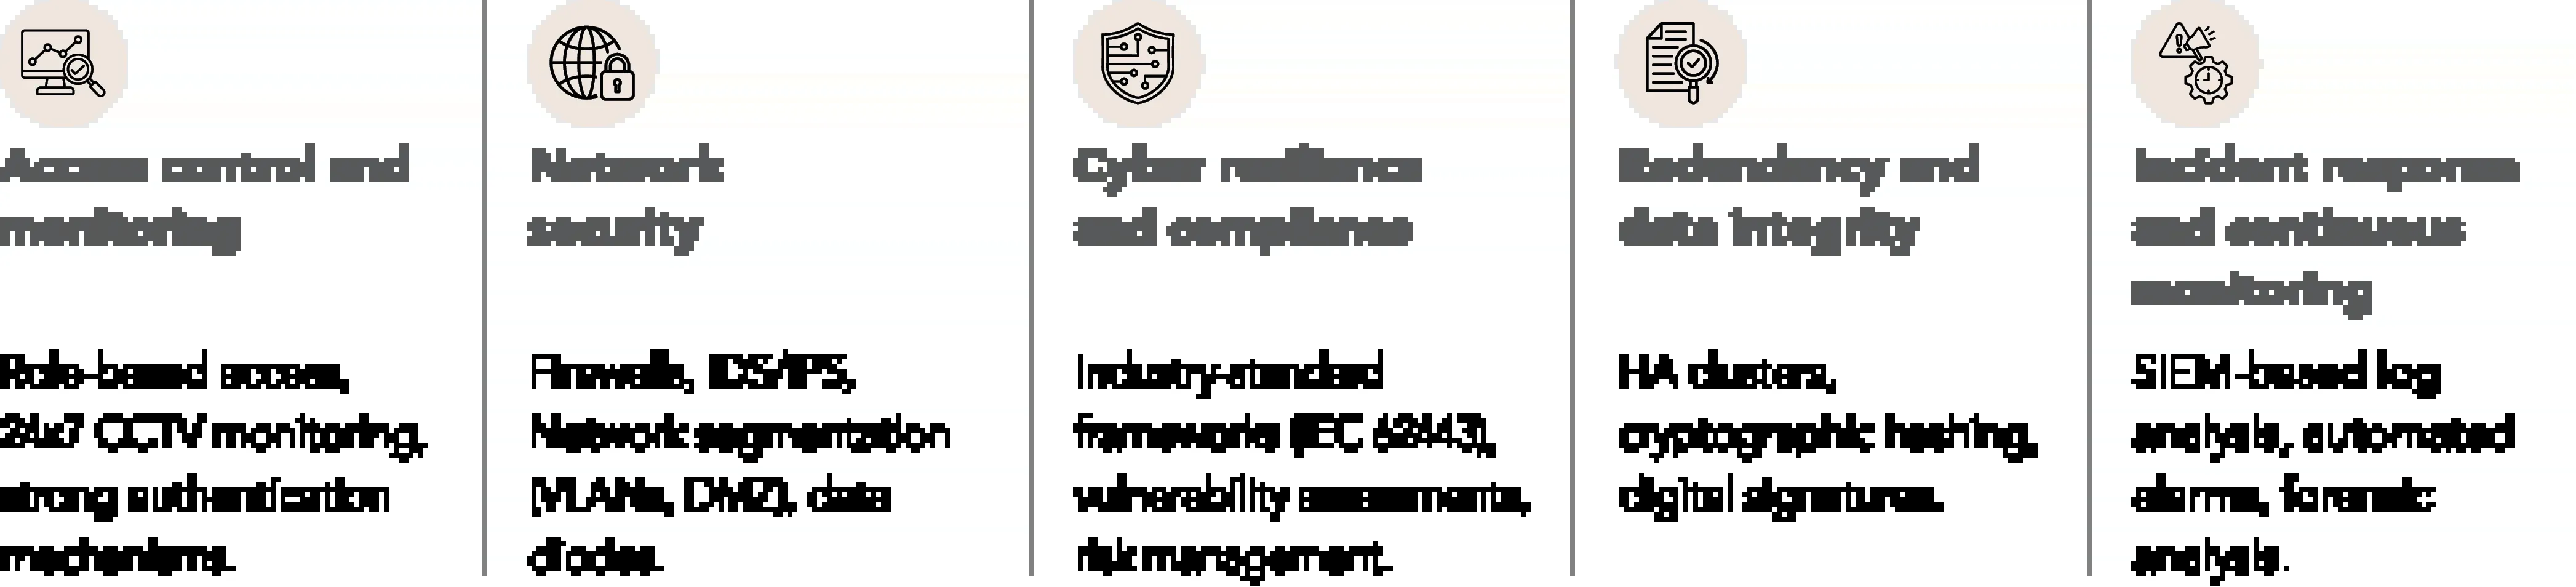 Access control and
monitoring
Role-based access,
24x7 CCTV monitoring,
strong authentication
mechanisms.
Network
security
Firewalls, IDS/IPS,
Network segmentation
(VLANs, DMZ), data
diodes.
Cyber resilience
and compliance
Industry-standard
frameworks (IEC 62443),
vulnerability assessments,
risk management.
Redundancy and
data integrity
HA clusters,
cryptographic hashing,
digital signatures.
Incident response
and continuous
monitoring
SIEM-based log
analysis, automated
alarms, forensic
analysis.